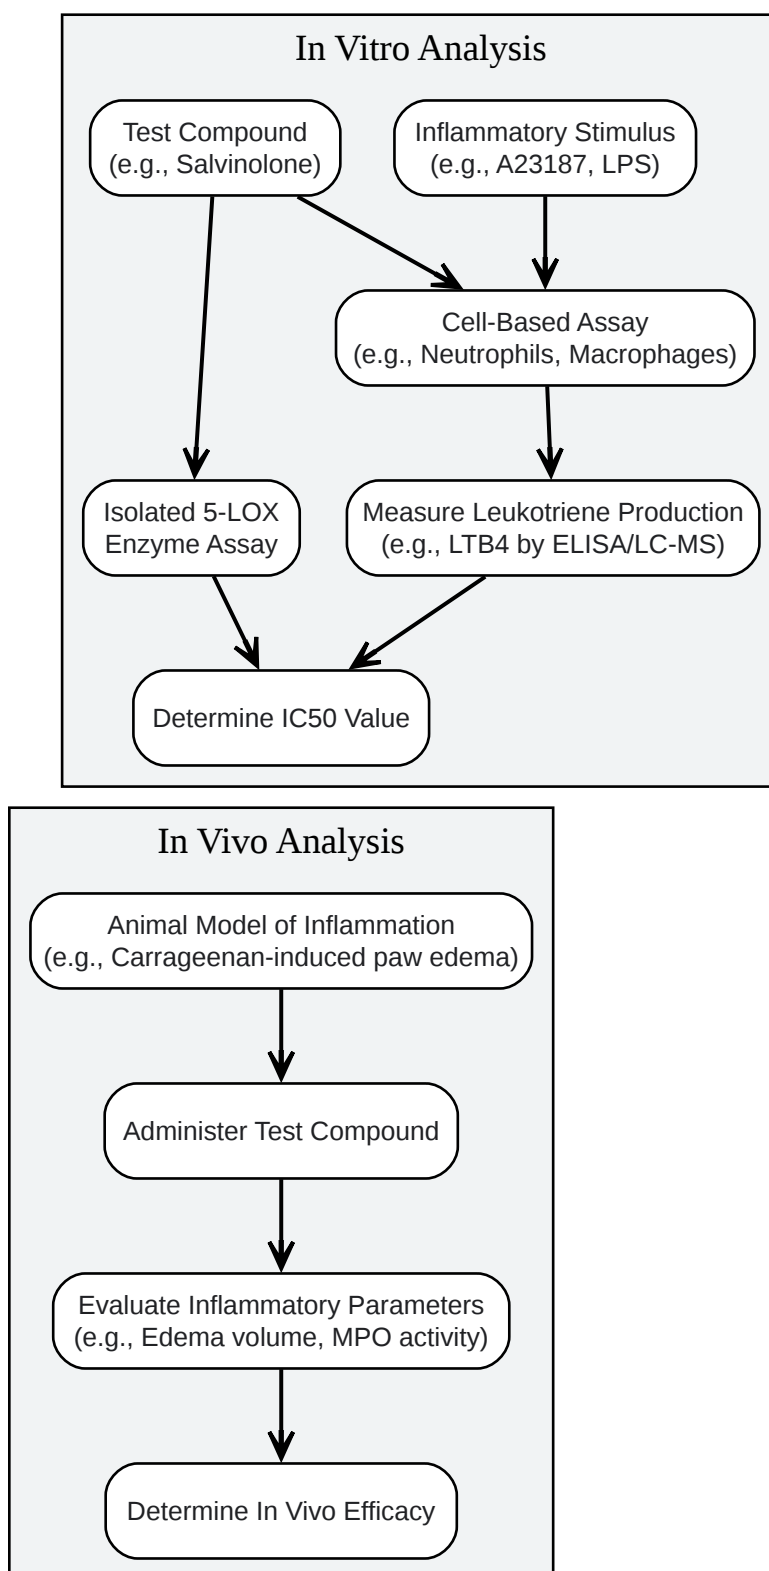 In Vitro Analysis
Test Compound
(e.g., Salvinolone)
Inflammatory Stimulus
(e.g., A23187, LPS)
Cell-Based Assay
(e.g., Neutrophils, Macrophages)
Isolated 5-LOX
Enzyme Assay
Measure Leukotriene Production
(e.g., LTB4 by ELISA/LC-MS)
Determine IC50 Value
In Vivo Analysis
Animal Model of Inflammation
(e.g., Carrageenan-induced paw edema)
Administer Test Compound
Evaluate Inflammatory Parameters
(e.g., Edema volume, MPO activity)
Determine In Vivo Efficacy